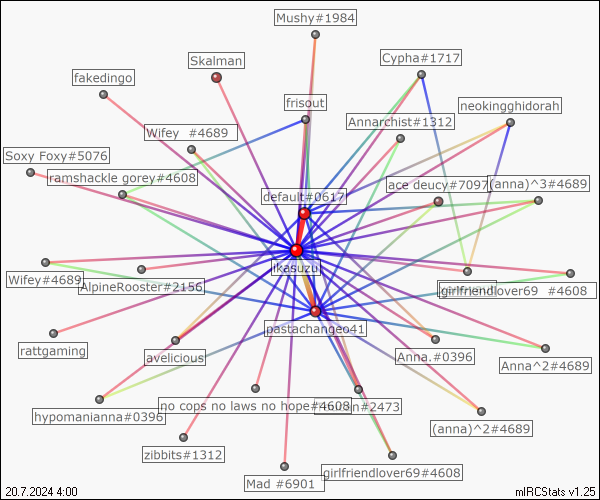 Mushy#1984
Skalman
Cypha#1717
fakedingo
frisout
neokingghidorah
Annarchist#1312
Wifey  #4689
Soxy Foxy#5076
ramshackle gorey#4608
ace deucy#7097
(anna)^3#4689
default#0617
ikasuzu
Wifey#4689
AlpineRooster#2156
girlfriendlover69  #4608
pastachangeo41
rattgaming
avelicious
Anna.#0396
Anna^2#4689
hypomanianna#0396
no cops no laws no hope#4608
#2473
(anna)^2#4689
zibbits#1312
Mad #6901
girlfriendlover69#4608
20.7.2024 4:00
mIRCStats v1.25